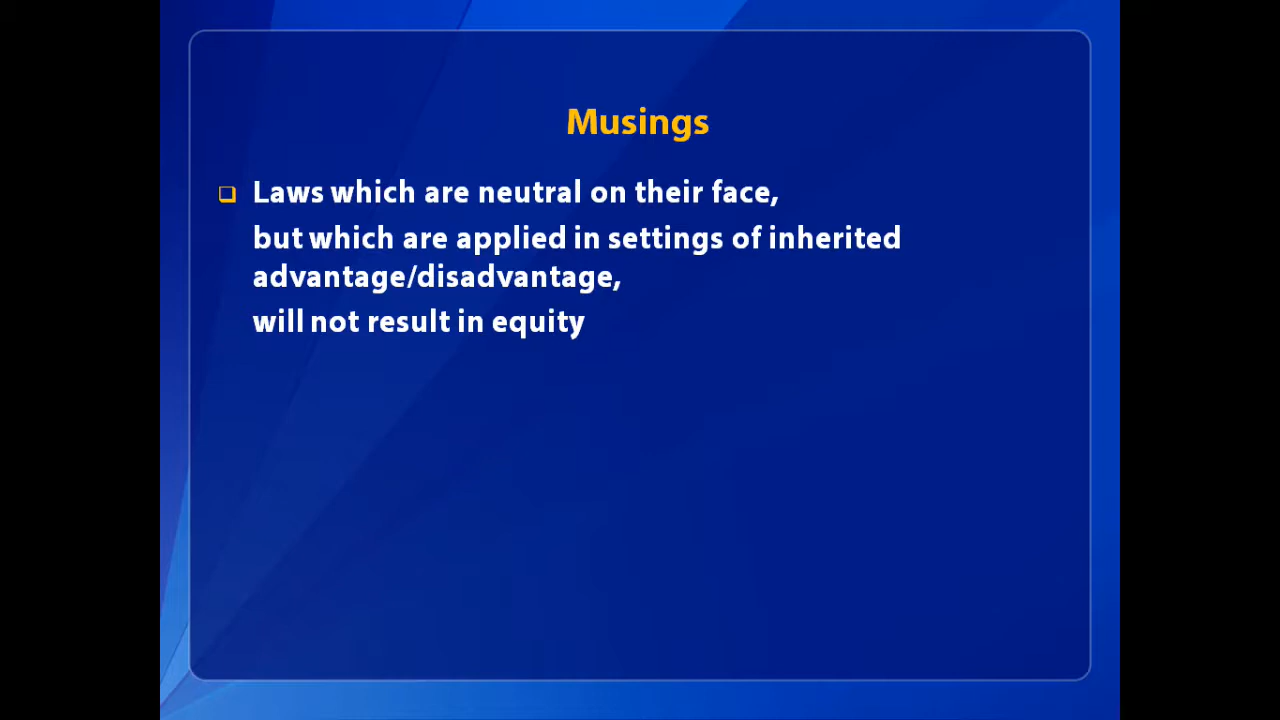 Musings
Laws which are neutral on their face,
but which are applied in settings of inherited
advantage/disadvantage,
will not result in equity